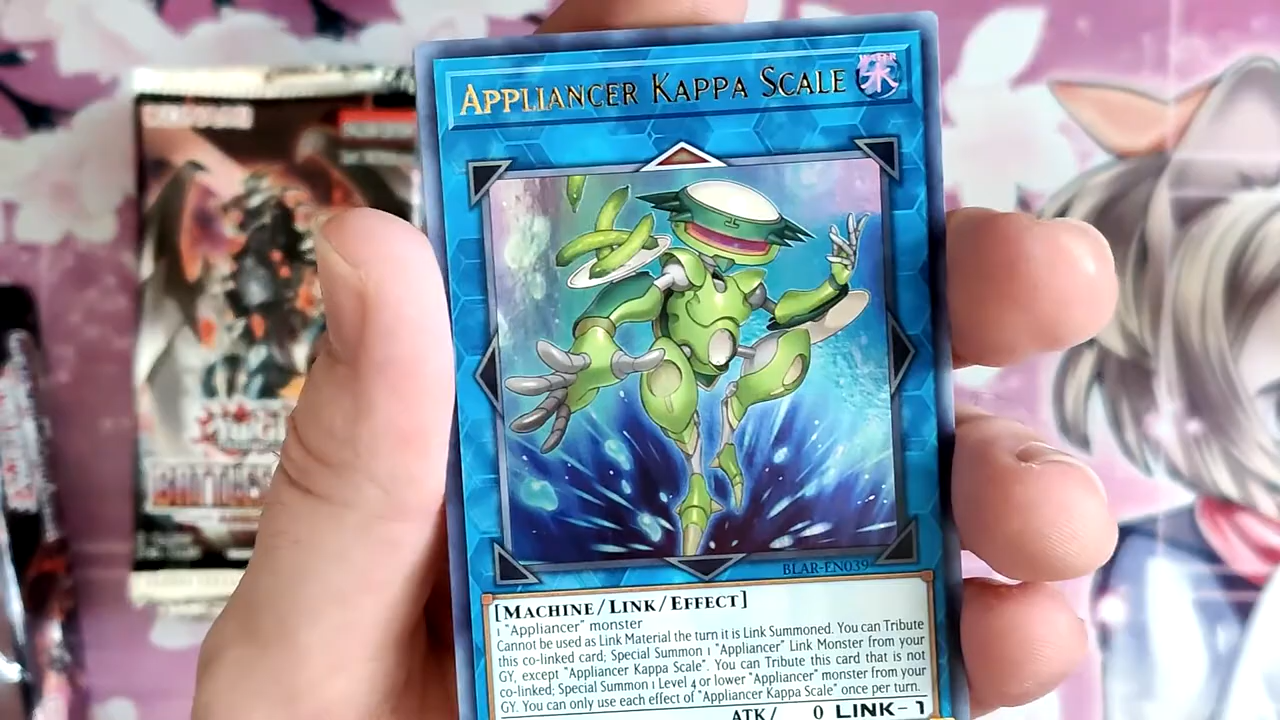 APPLIANCER KAPPA SCALE
WATER
水
BLAR-EN039
[MACHINE/LINK/EFFECT]
1 "Appliancer" monster
Cannot be used as Link Material the turn it is Link Summoned. You can Tribute
this co-linked card; Special Summon 1 "Appliancer" Link Monster from your
GY, except "Appliancer Kappa Scale". You can Tribute this card that is not
co-linked; Special Summon 1 Level 4 or lower "Appliancer" monster from your
GY. You can only use each effect of "Appliancer Kappa Scale" once per turn.
ATK/ 0 LINK-1